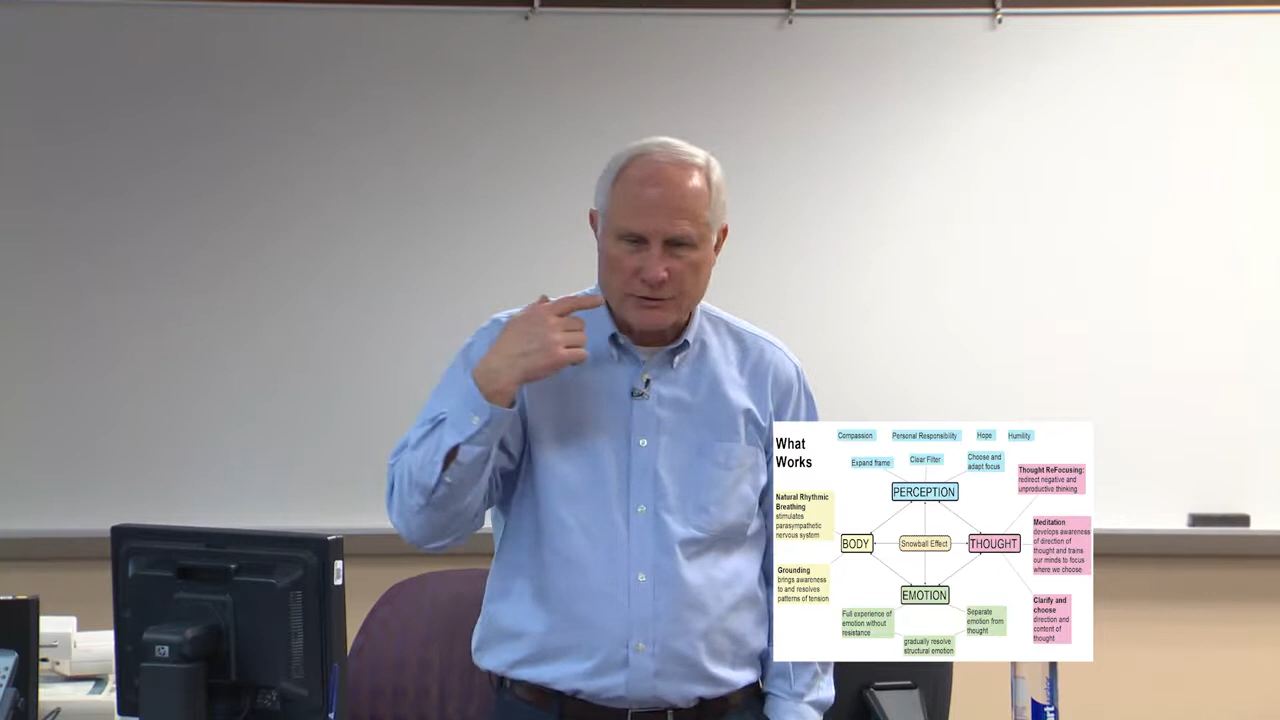 What
Works
Compassion
Personal Responsibility
Hope
Humility
Expand frame
Clear Filter
Choose and
adapt focus
PERCEPTION
Thought ReFocusing:
redirect negative and
unproductive thinking
Natural Rhythmic
Breathing
stimulates
parasympathetic
nervous system
BODY
Snowball Effect
THOUGHT
Meditation
develops awareness
of direction of
thought and trains
our minds to focus
where we choose
Grounding
brings awareness
to and resolves
patterns of tension
EMOTION
Full experience of
emotion without
resistance
Separate
emotion from
thought
gradually resolve
structural emotion
Clarify and
choose
direction and
content of
thought
hp